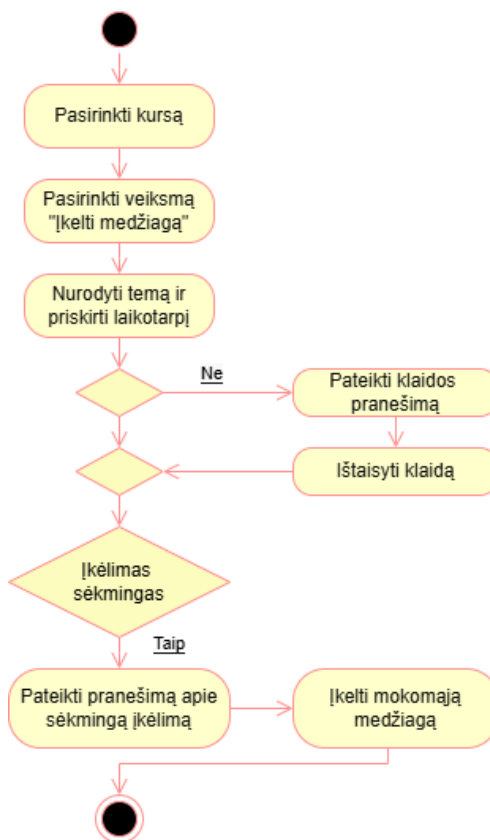 Pasirinkti kursą
Pasirinkti veiksmą
"Įkelti medžiagą"
Nurodyti temą ir
priskirti laikotarpį
Ne
Pateikti klaidos
pranešimą
Ištaisyti klaidą
Įkėlimas
sėkmingas
Taip
Pateikti pranešimą apie
sėkmingą įkėlimą
Įkelti mokomąją
medžiagą